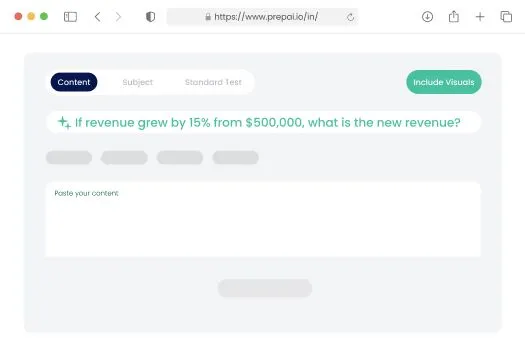 https://www.prepai.io/in/
Content Subject Standard Test Include Visuals
If revenue grew by 15% from $500,000, what is the new revenue?
Paste your content